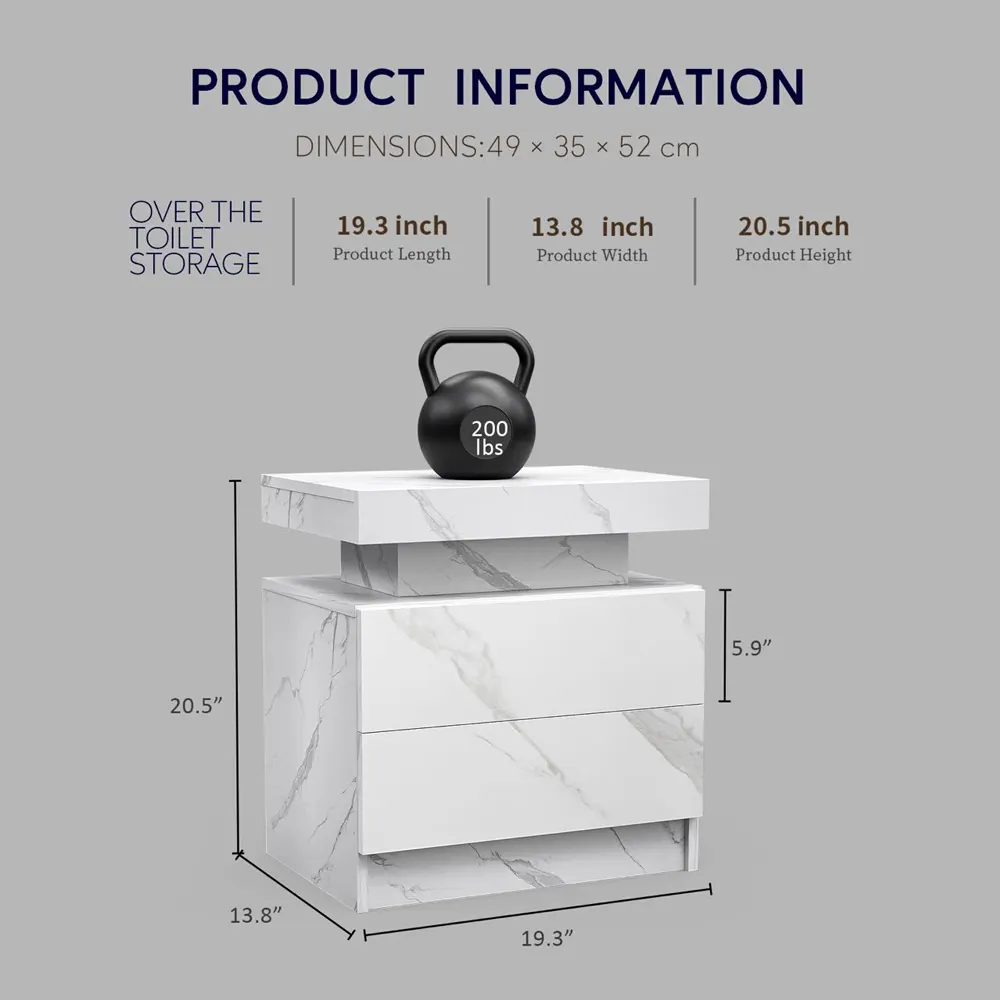 PRODUCT INFORMATION
DIMENSIONS:49 × 35 × 52 cm
OVER THE
TOILET
STORAGE
19.3 inch
Product Length
13.8 inch
Product Width
20.5 inch
Product Height
200
lbs
5.9”
20.5”
13.8”
19.3”